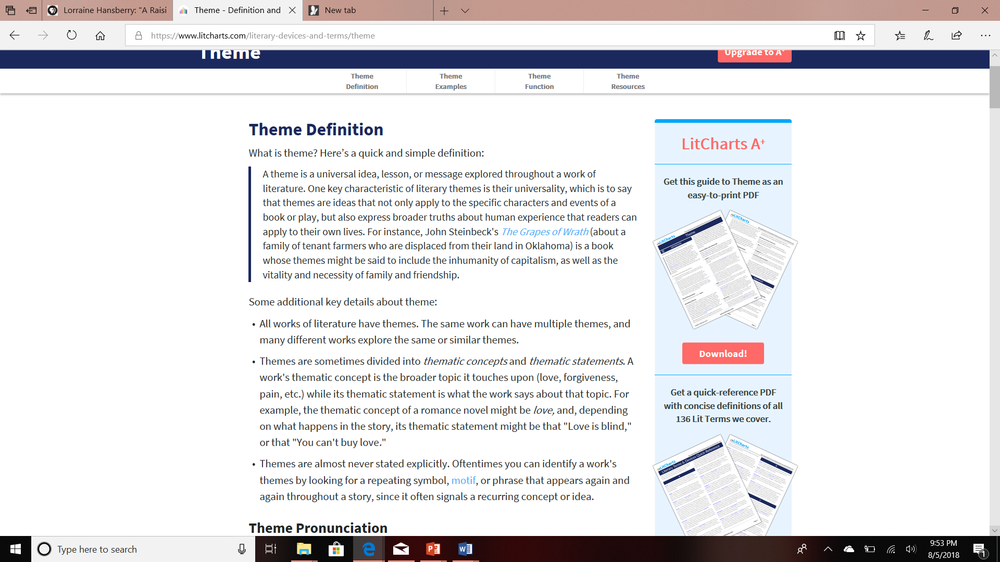 Lorraine Hansberry: "A Raisi
Theme - Definition and
New tab
https://www.litcharts.com/literary-devices-and-terms/theme
Theme
Upgrade to A+
Theme
Definition
Theme
Examples
Theme
Function
Theme
Resources
Theme Definition
What is theme? Here’s a quick and simple definition:
A theme is a universal idea, lesson, or message explored throughout a work of
literature. One key characteristic of literary themes is their universality, which is to say
that themes are ideas that not only apply to the specific characters and events of a
book or play, but also express broader truths about human experience that readers can
apply to their own lives. For instance, John Steinbeck's The Grapes of Wrath (about a
family of tenant farmers who are displaced from their land in Oklahoma) is a book
whose themes might be said to include the inhumanity of capitalism, as well as the
vitality and necessity of family and friendship.
Some additional key details about theme:
• All works of literature have themes. The same work can have multiple themes, and
many different works explore the same or similar themes.
• Themes are sometimes divided into thematic concepts and thematic statements. A
work's thematic concept is the broader topic it touches upon (love, forgiveness,
pain, etc.) while its thematic statement is what the work says about that topic. For
example, the thematic concept of a romance novel might be love, and, depending
on what happens in the story, its thematic statement might be that "Love is blind,"
or that "You can't buy love."
• Themes are almost never stated explicitly. Oftentimes you can identify a work's
themes by looking for a repeating symbol, motif, or phrase that appears again and
again throughout a story, since it often signals a recurring concept or idea.
Theme Pronunciation
LitCharts A+
Get this guide to Theme as an
easy-to-print PDF
LitCharts
Theme
LitCharts
Download!
Get a quick-reference PDF
with concise definitions of all
136 Lit Terms we cover.
LitCharts
Literary Terms & Devices Quick-Reference
LitCharts
Type here to search
9:53 PM
8/5/2018
1